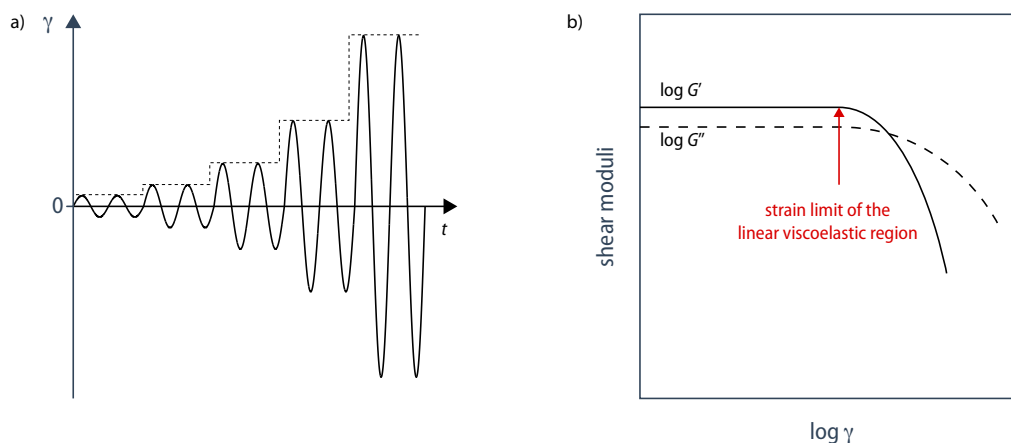 a)
γ
0
t
b)
log G'
log G"
strain limit of the
linear viscoelastic region
shear moduli
log γ